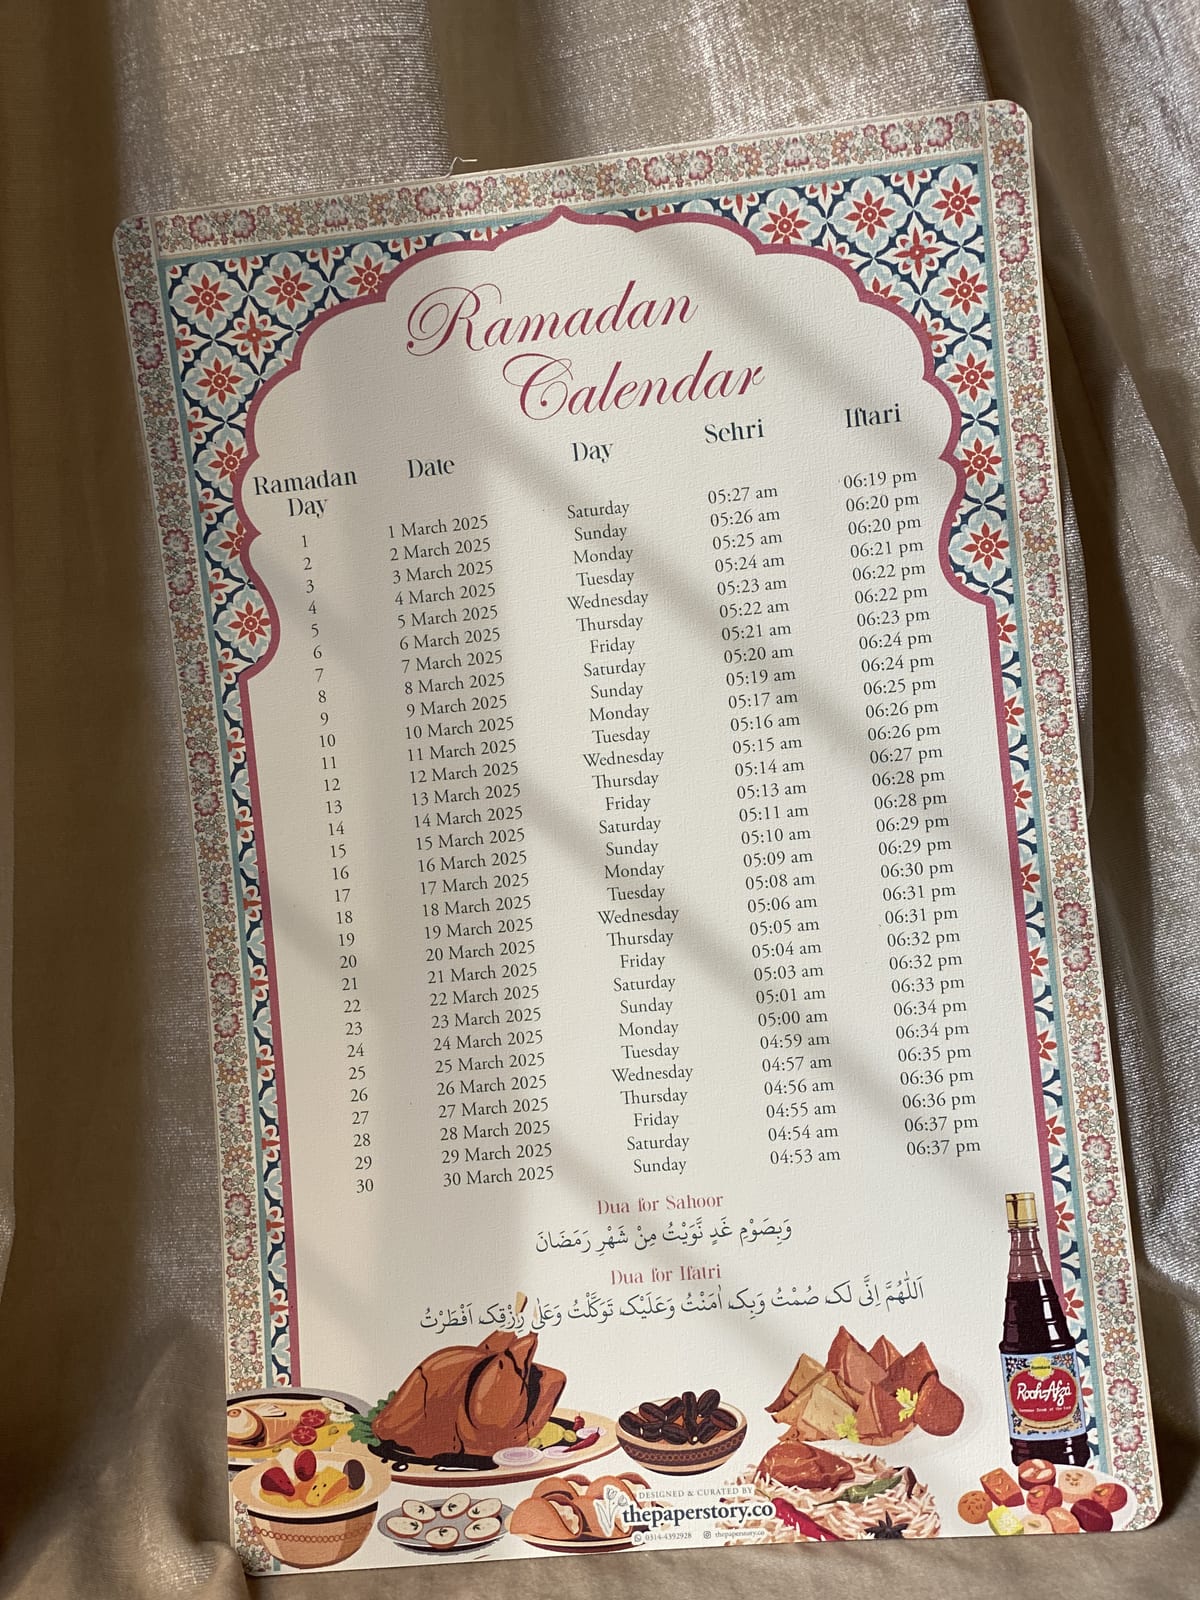 Ramadan
Calendar
Ramadan Day Date Day Sehri Iftari
1 1 March 2025 Saturday 05:27 am 06:19 pm
2 2 March 2025 Sunday 05:26 am 06:20 pm
3 3 March 2025 Monday 05:25 am 06:20 pm
4 4 March 2025 Tuesday 05:24 am 06:21 pm
5 5 March 2025 Wednesday 05:23 am 06:22 pm
6 6 March 2025 Thursday 05:22 am 06:22 pm
7 7 March 2025 Friday 05:21 am 06:23 pm
8 8 March 2025 Saturday 05:20 am 06:24 pm
9 9 March 2025 Sunday 05:19 am 06:24 pm
10 10 March 2025 Monday 05:17 am 06:25 pm
11 11 March 2025 Tuesday 05:16 am 06:26 pm
12 12 March 2025 Wednesday 05:15 am 06:26 pm
13 13 March 2025 Thursday 05:14 am 06:27 pm
14 14 March 2025 Friday 05:13 am 06:28 pm
15 15 March 2025 Saturday 05:11 am 06:28 pm
16 16 March 2025 Sunday 05:10 am 06:29 pm
17 17 March 2025 Monday 05:09 am 06:29 pm
18 18 March 2025 Tuesday 05:08 am 06:30 pm
19 19 March 2025 Wednesday 05:06 am 06:31 pm
20 20 March 2025 Thursday 05:05 am 06:31 pm
21 21 March 2025 Friday 05:04 am 06:32 pm
22 22 March 2025 Saturday 05:03 am 06:32 pm
23 23 March 2025 Sunday 05:01 am 06:33 pm
24 24 March 2025 Monday 05:00 am 06:34 pm
25 25 March 2025 Tuesday 04:59 am 06:34 pm
26 26 March 2025 Wednesday 04:57 am 06:35 pm
27 27 March 2025 Thursday 04:56 am 06:36 pm
28 28 March 2025 Friday 04:55 am 06:36 pm
29 29 March 2025 Saturday 04:54 am 06:37 pm
30 30 March 2025 Sunday 04:53 am 06:37 pm
Dua for Sahoor
وَبِصَوْمِ غَدٍ نَّوَيْتُ مِنْ شَهْرِ رَمَضَانَ
Dua for Ifatri
اَللّٰهُمَّ اِنَّی لَکَ صُمْتُ وَبِکَ اٰمَنْتُ وَعَلَيْکَ تَوَکَّلْتُ وَعَلٰی رِزْقِکَ اَفْطَرْتُ
Rooh Afzá
Summer Drink of the East
DESIGNED & CURATED BY
thepaperstory.co
0314-4392928 thepaperstory.co